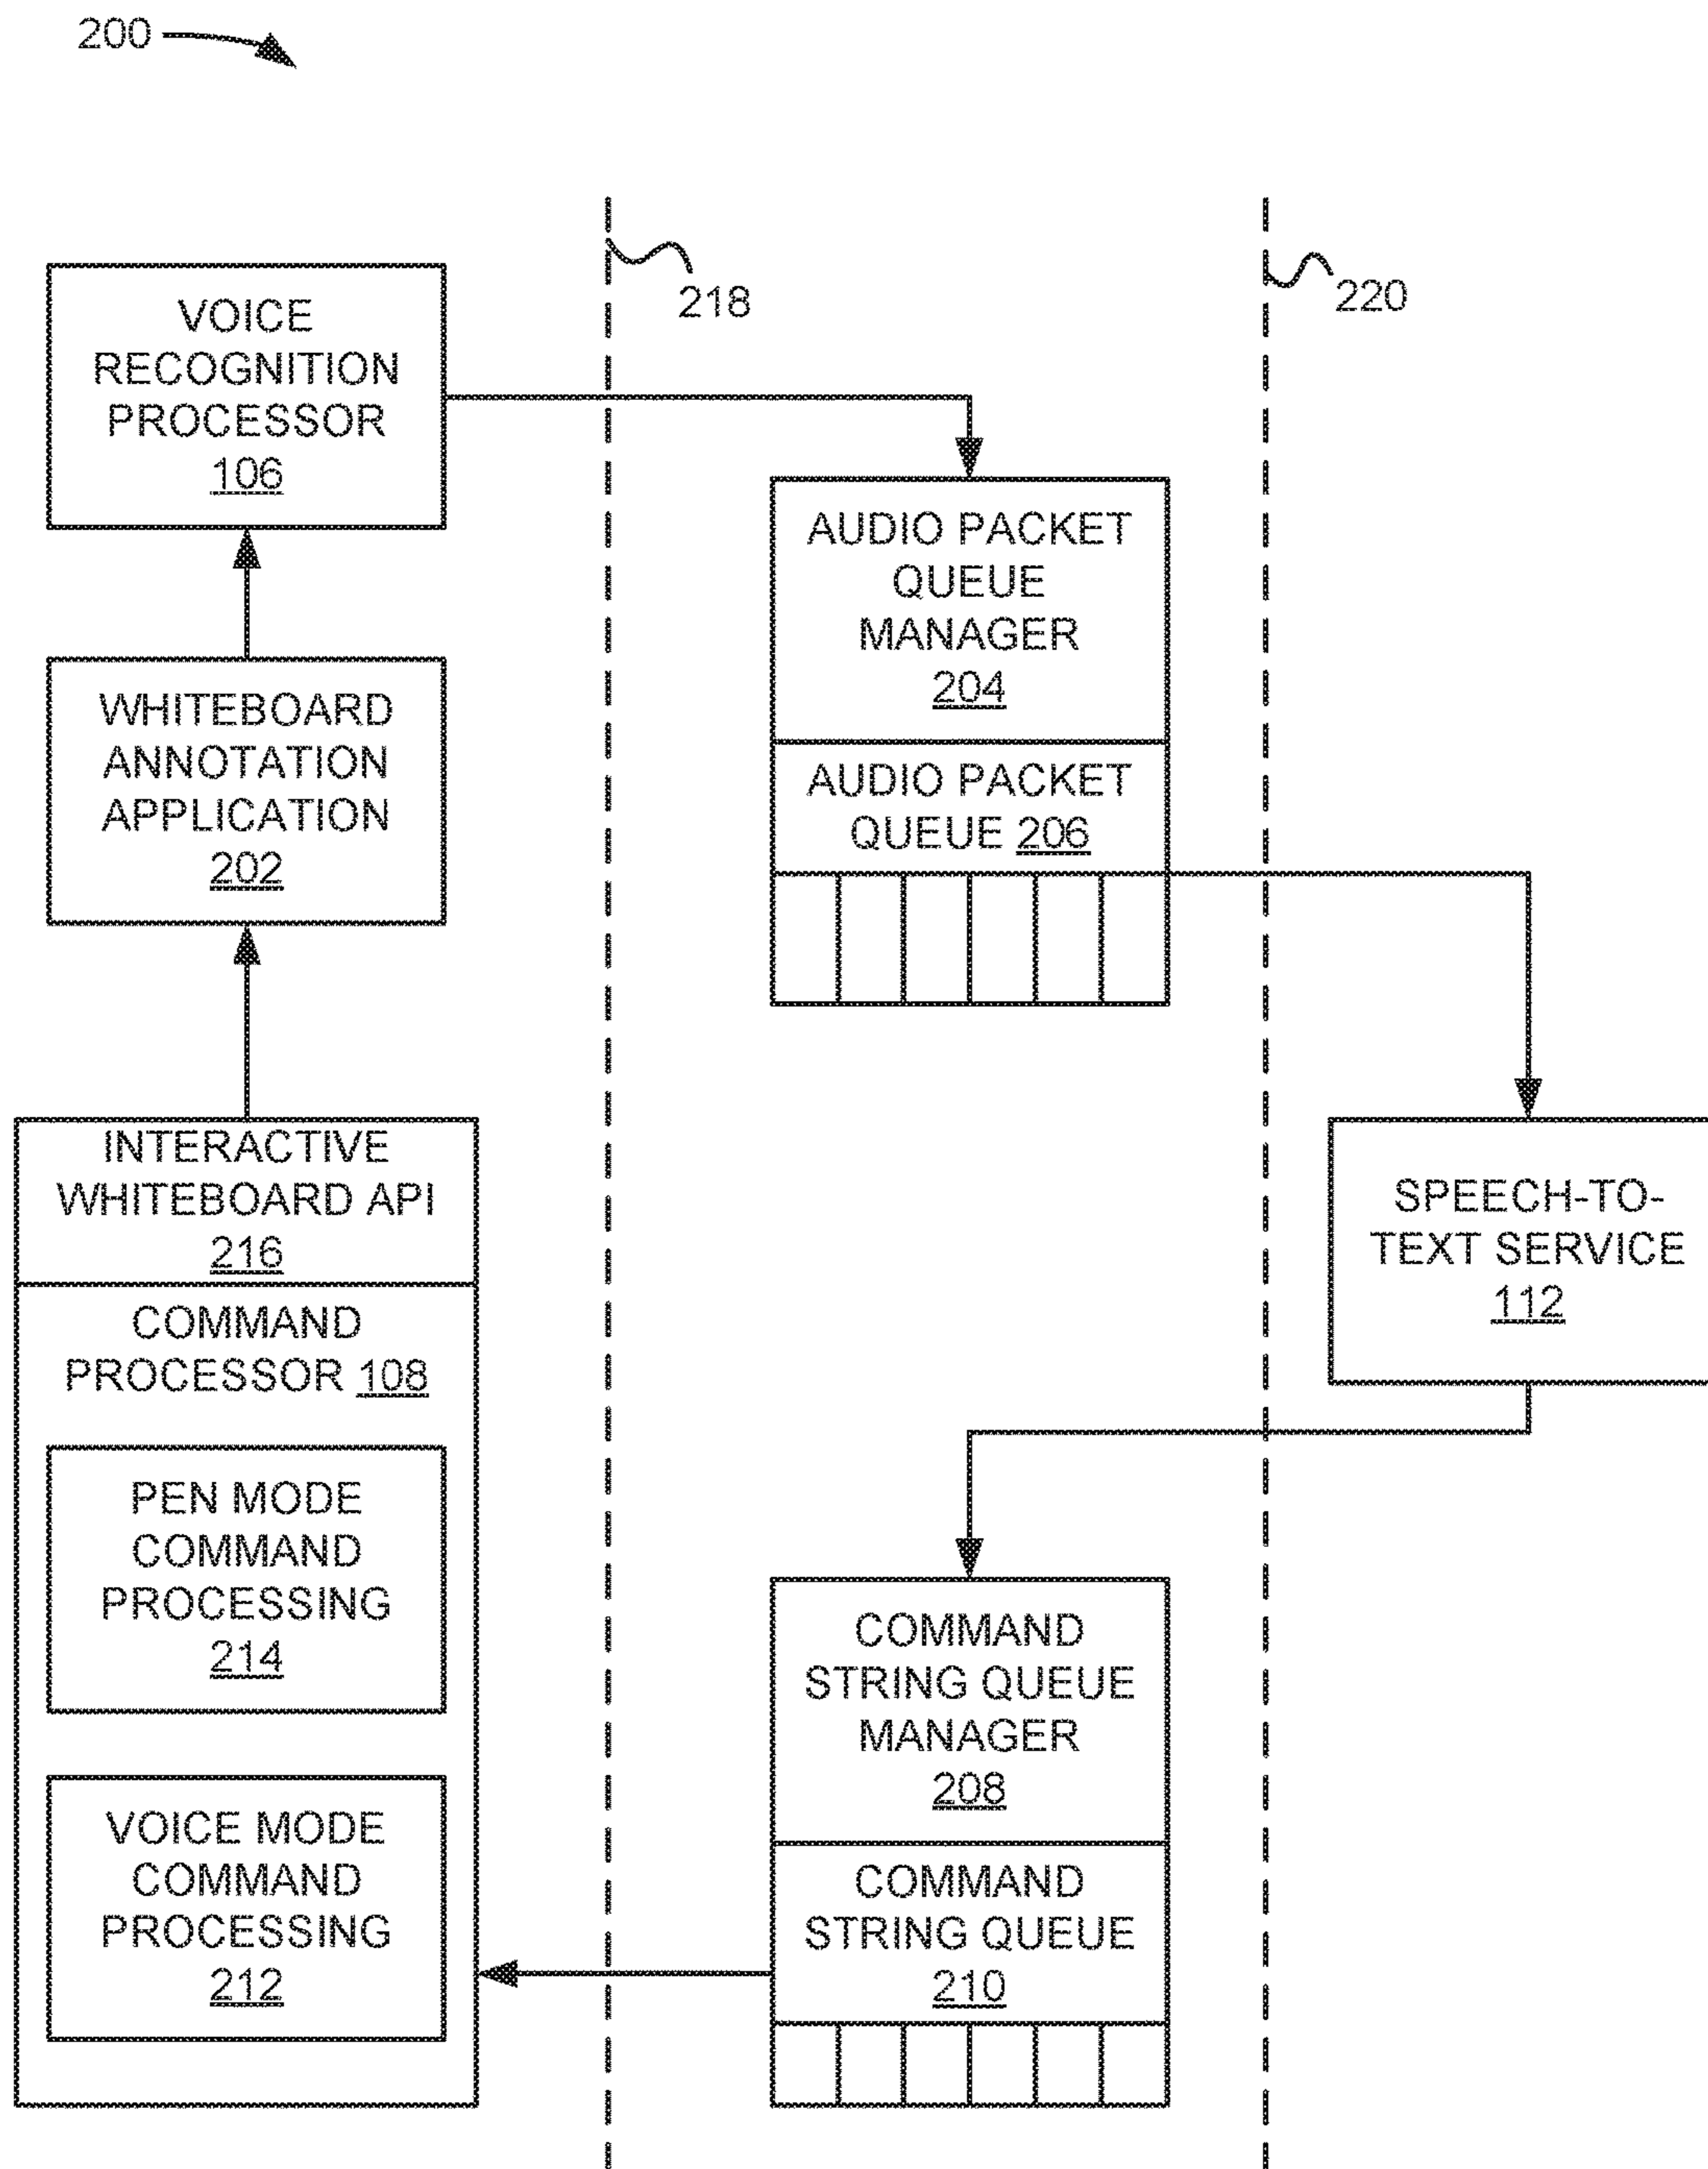 200
218
220
VOICE
RECOGNITION
PROCESSOR
106
AUDIO PACKET
QUEUE
MANAGER
204
WHITEBOARD
ANNOTATION
APPLICATION
202
AUDIO PACKET
QUEUE 206
INTERACTIVE
WHITEBOARD API
216
SPEECH-TO-
TEXT SERVICE
112
COMMAND
PROCESSOR 108
PEN MODE
COMMAND
PROCESSING
214
COMMAND
STRING QUEUE
MANAGER
208
VOICE MODE
COMMAND
PROCESSING
212
COMMAND
STRING QUEUE
210